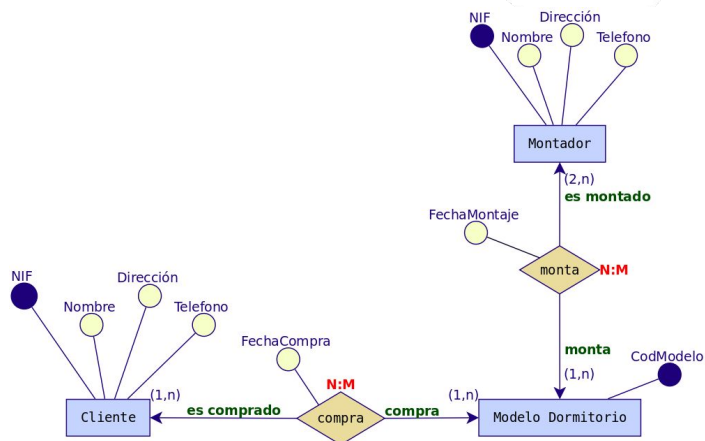 Dirección
NIF
Nombre
Telefono
Montador
(2,n)
es montado
FechaMontaje
monta
N:M
NIF
Dirección
Nombre
Telefono
FechaCompra
monta
CodModelo
N:M
(1,n)
(1,n)
(1,n)
Cliente
es comprado
compra
compra
Modelo Dormitorio